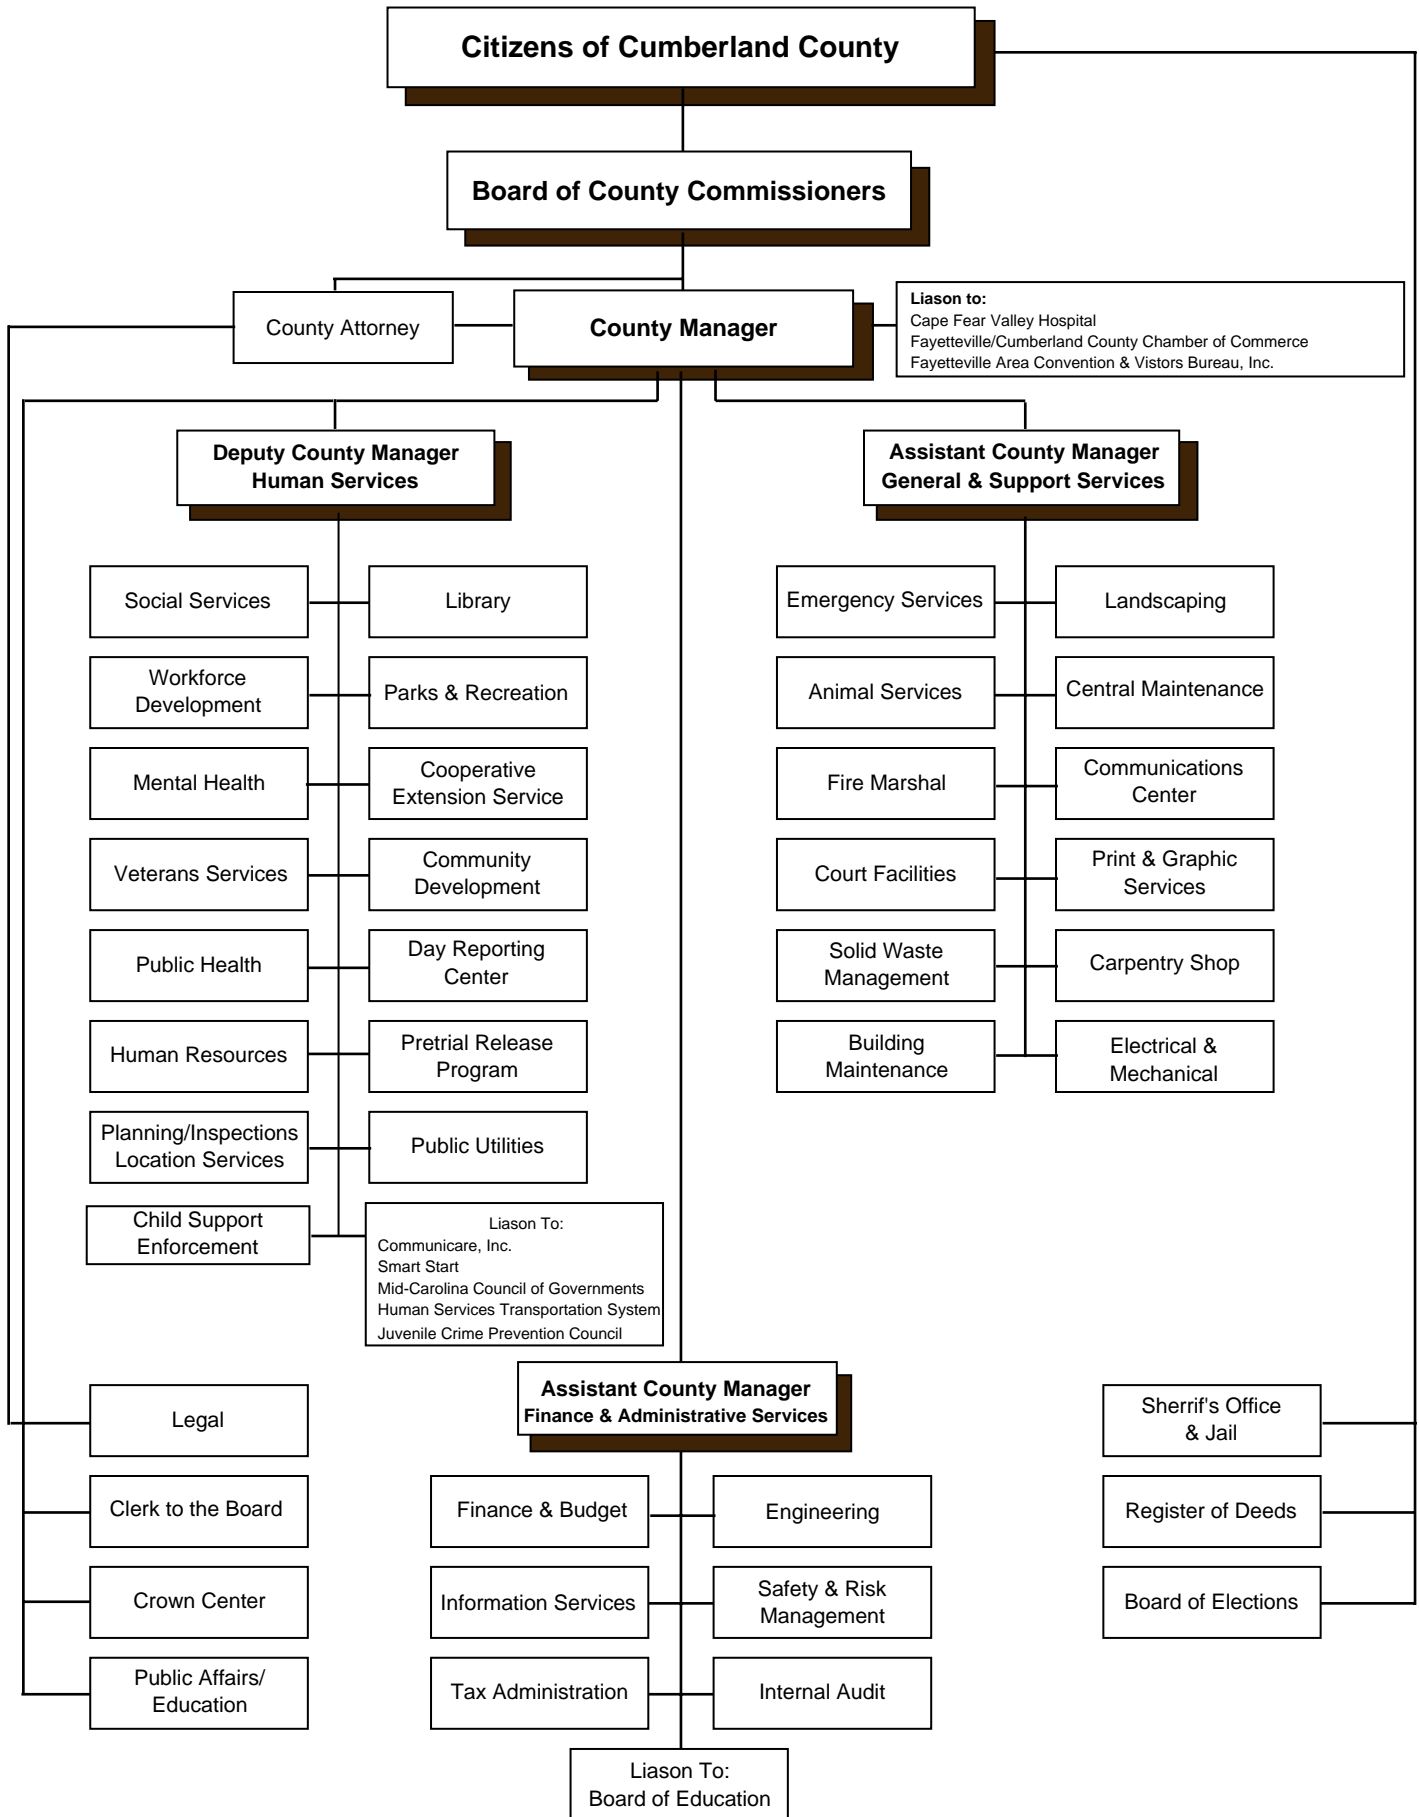 Citizens of Cumberland County
Board of County Commissioners
County Attorney
County Manager
Liason to:
Cape Fear Valley Hospital
Fayetteville/Cumberland County Chamber of Commerce
Fayetteville Area Convention & Vistors Bureau, Inc.
Deputy County Manager
Human Services
Assistant County Manager
General & Support Services
Social Services
Library
Workforce
Development
Parks & Recreation
Mental Health
Cooperative
Extension Service
Veterans Services
Community
Development
Public Health
Day Reporting
Center
Human Resources
Pretrial Release
Program
Planning/Inspections
Location Services
Public Utilities
Child Support
Enforcement
Liason To:
Communicare, Inc.
Smart Start
Mid-Carolina Council of Governments
Human Services Transportation System
Juvenile Crime Prevention Council
Emergency Services
Landscaping
Animal Services
Central Maintenance
Fire Marshal
Communications
Center
Court Facilities
Print & Graphic
Services
Solid Waste
Management
Carpentry Shop
Building
Maintenance
Electrical &
Mechanical
Legal
Clerk to the Board
Crown Center
Public Affairs/
Education
Assistant County Manager
Finance & Administrative Services
Finance & Budget
Engineering
Information Services
Safety & Risk
Management
Tax Administration
Internal Audit
Liason To:
Board of Education
Sherrif's Office
& Jail
Register of Deeds
Board of Elections